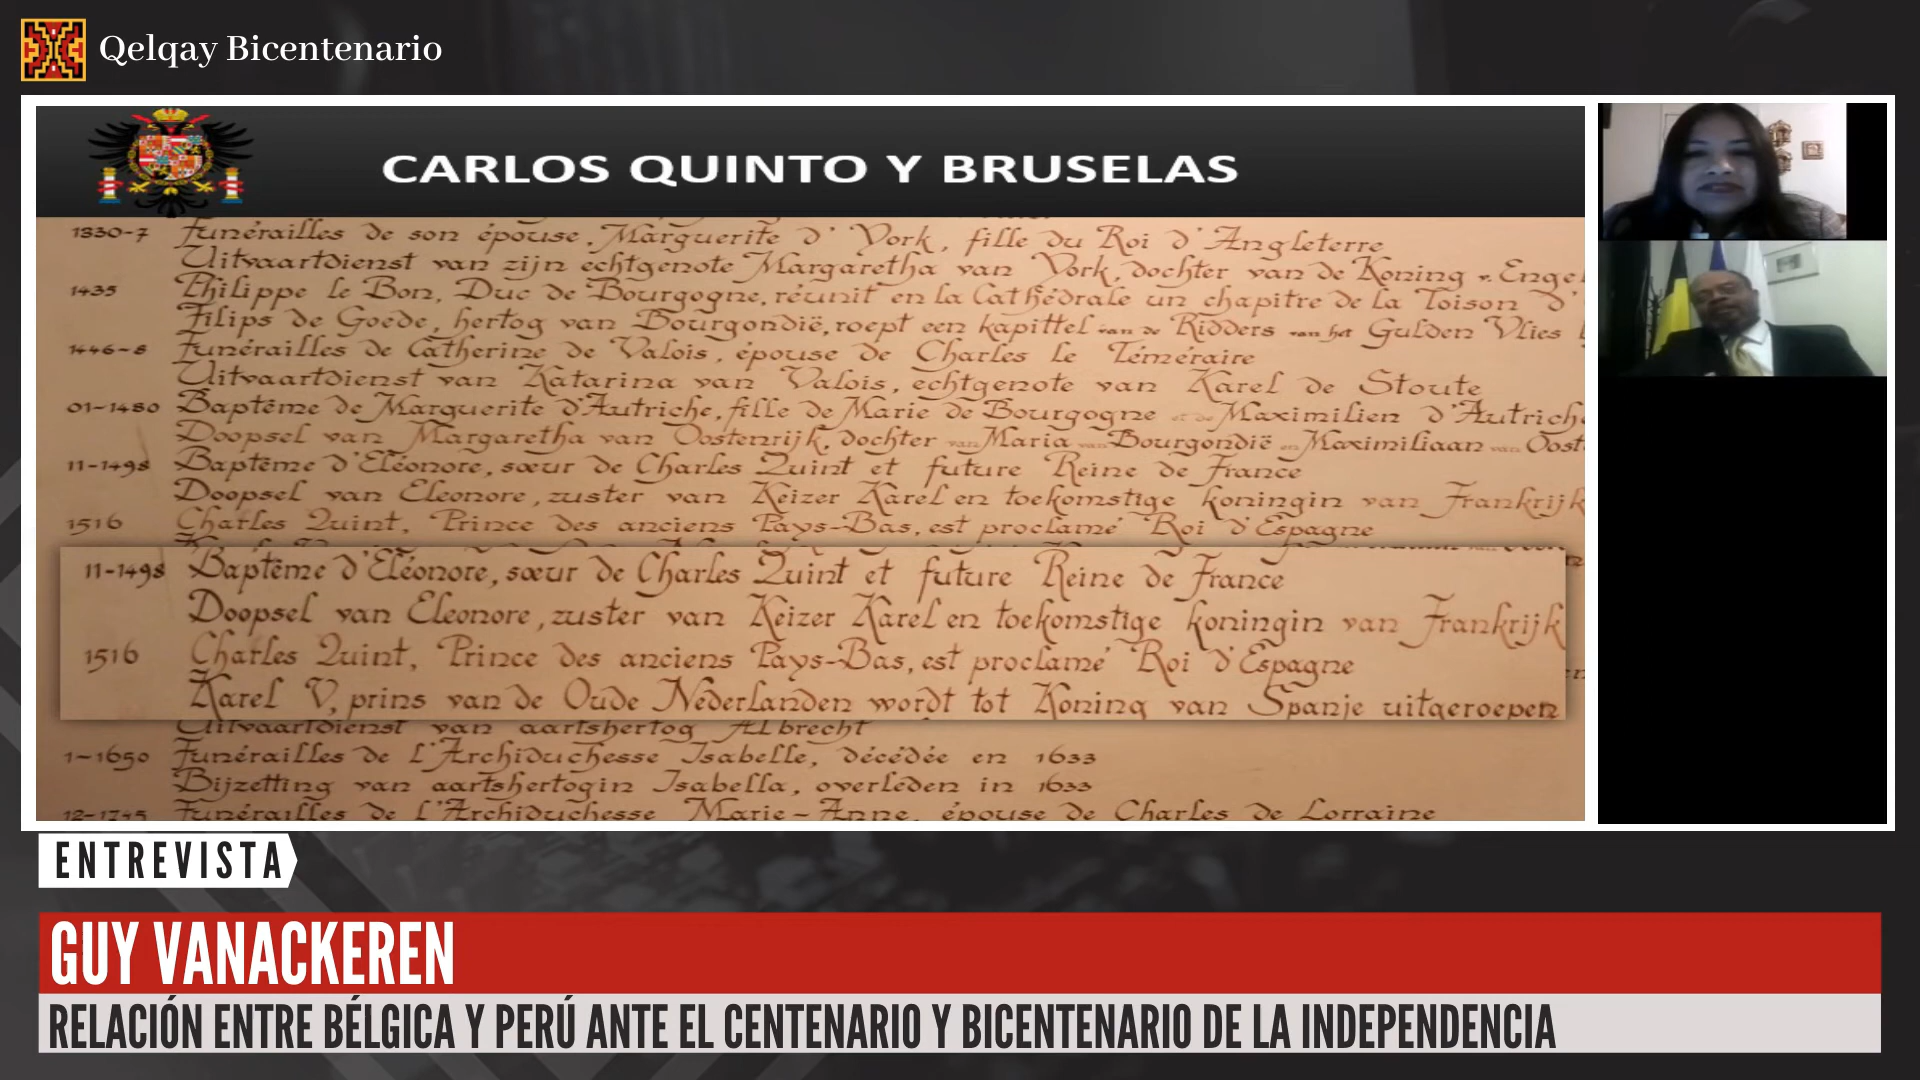 Qelqay Bicentenario
CARLOS QUINTO Y BRUSELAS
1330-7 Funérailles de son épouse, Marguerite d'York, fille du Roi d'Angleterre
Uitvaartdienst van zijn echtgenote Margaretha van York, dochter van de Koning v. Engel
1435 Philippe le Bon, Duc de Bourgogne, réunit en la Cathédrale un chapitre de la Toison d'
Filips de Goede, hertog van Bourgondië, roept een kapittel van de Ridders van het Gulden Vlies
1446-8 Funérailles de Catherine de Valois, épouse de Charles le Téméraire
Uitvaartdienst van Katarina van Valois, echtgenote van Karel de Stoute
01-1480 Baptême de Marguerite d'Autriche, fille de Marie de Bourgogne et de Maximilien d'Autriche
Doopsel van Margaretha van Oostenrijk, dochter van Maria van Bourgondië en Maximiliaan van Oost
11-1498 Baptême d'Eléonore, sœur de Charles Quint et future Reine de France
Doopsel van Eleonore, zuster van Keizer Karel en toekomstige koningin van Frankrijk
1516 Charles Quint, Prince des anciens Pays-Bas, est proclamé Roi d'Espagne
11-1498 Baptême d'Eléonore, sœur de Charles Quint et future Reine de France
Doopsel van Eleonore, zuster van Keizer Karel en toekomstige koningin van Frankrijk
1516 Charles Quint, Prince des anciens Pays-Bas, est proclamé Roi d'Espagne
Karel V, prins van de Oude Nederlanden wordt tot Koning van Spanje uitgeroepen
Uitvaartdienst van aartshertog Albrecht
1-1650 Funérailles de L'Archiduchesse Isabelle, décédée en 1633
Bijzetting van aartshertogin Isabella, overleden in 1633
12-1745 Funérailles de L'Archiduchesse Marie-Anne, épouse de Charles de Lorraine
ENTREVISTA
GUY VANACKEREN
RELACIÓN ENTRE BÉLGICA Y PERÚ ANTE EL CENTENARIO Y BICENTENARIO DE LA INDEPENDENCIA